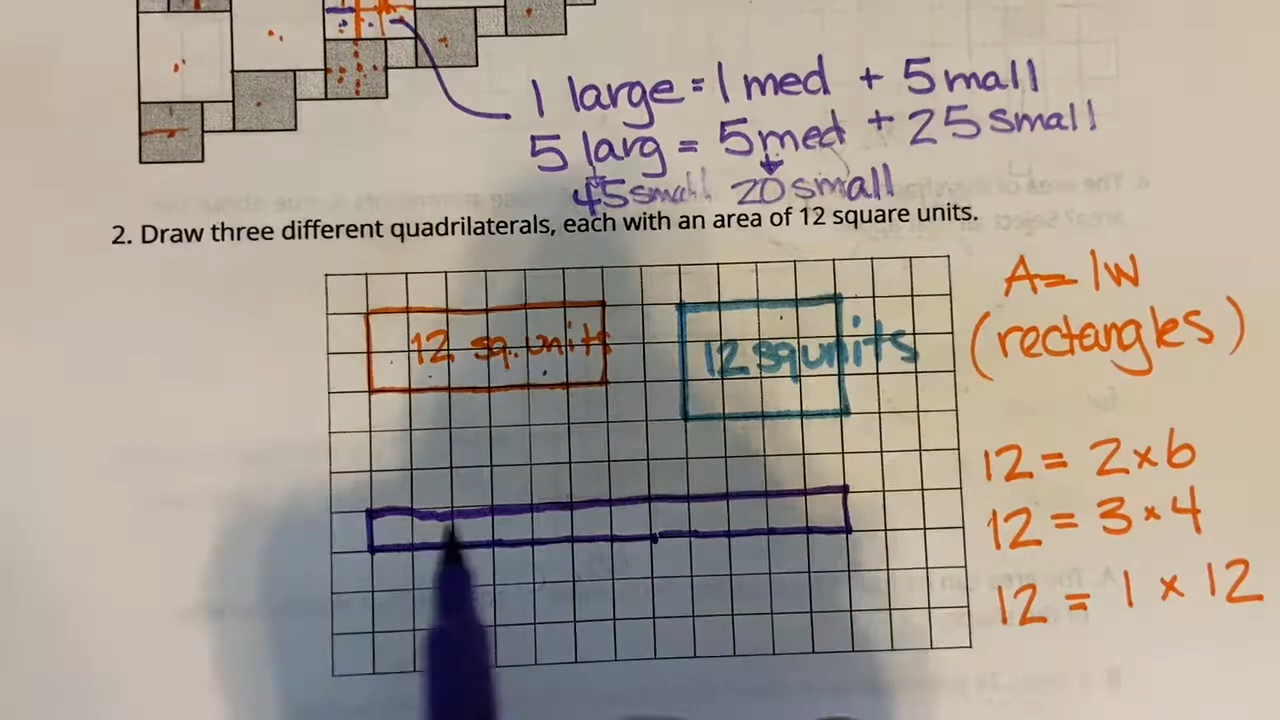 1 large = 1 med + 5 mall
5 larg = 5 med + 25 small
45 small 20 small
2. Draw three different quadrilaterals, each with an area of 12 square units.
A = lw
(rectangles)
12 sq. units
12 sq units
12 = 2 x 6
12 = 3 x 4
12 = 1 x 12